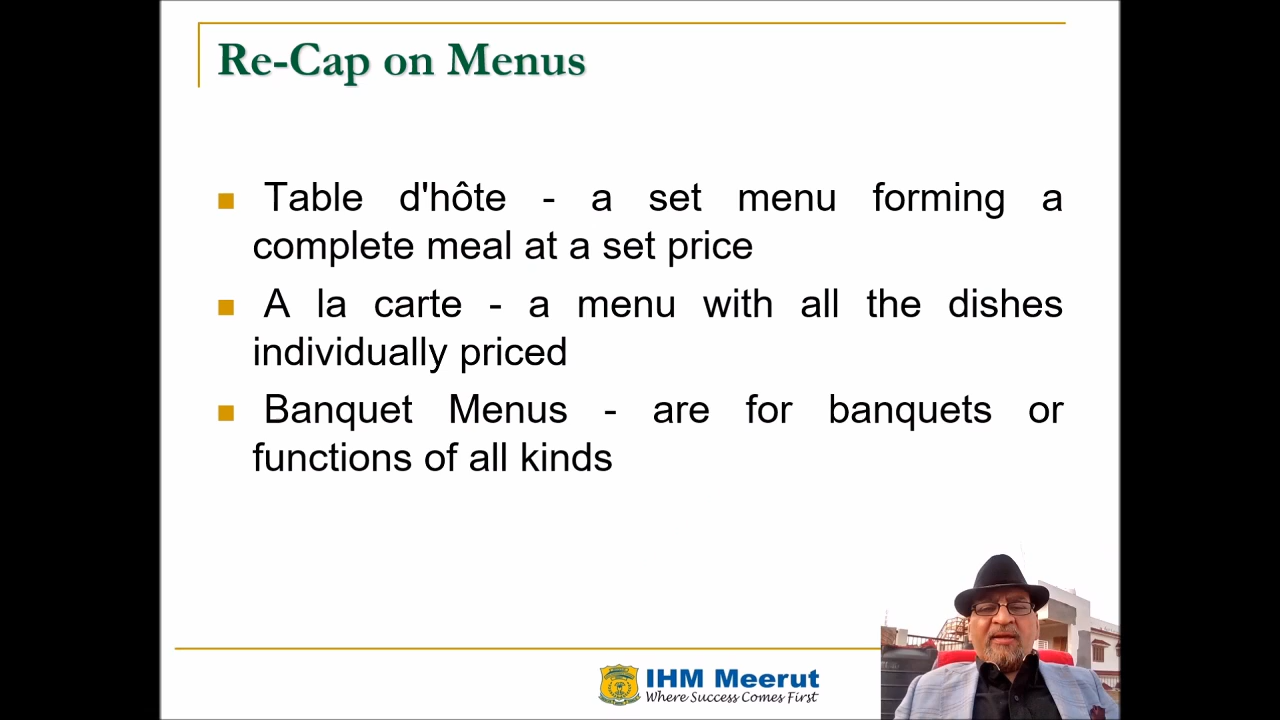 Re-Cap on Menus
Table d'hôte - a set menu forming a
complete meal at a set price
A la carte - a menu with all the dishes
individually priced
Banquet Menus - are for banquets or
functions of all kinds
IHM Meerut
Where Success Comes First